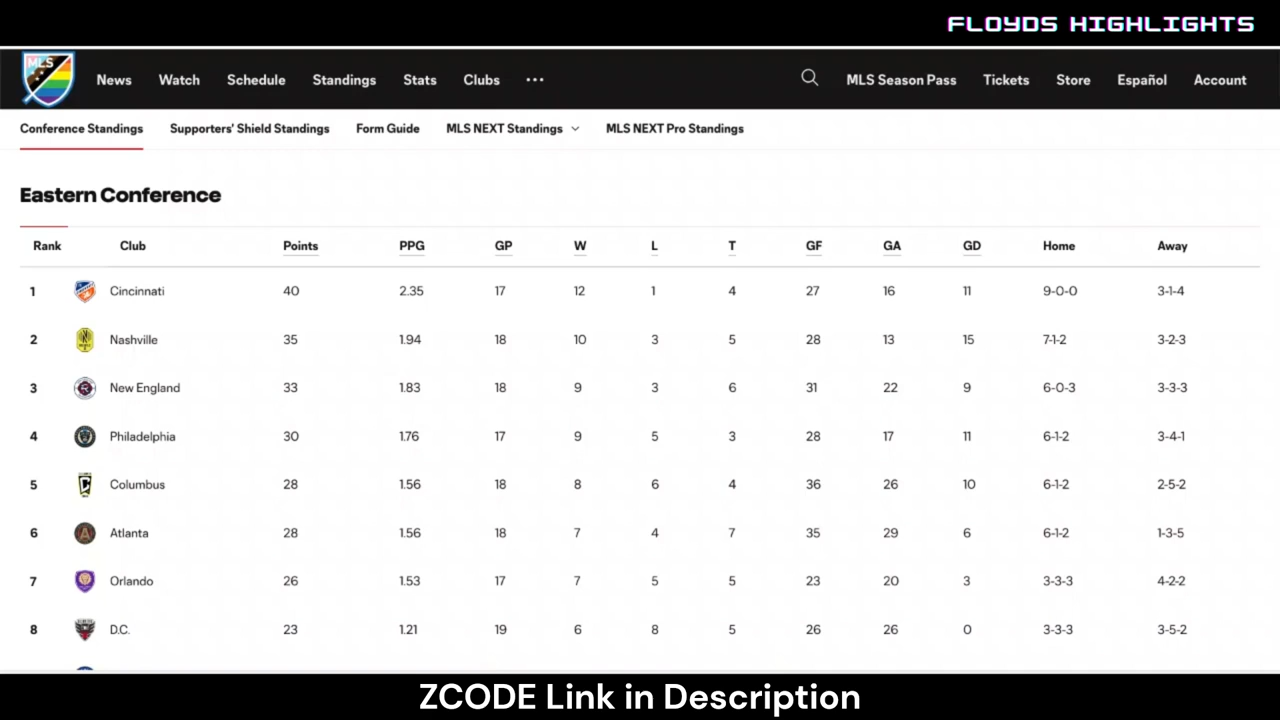 FLOYDS HIGHLIGHTS
MLS News Watch Schedule Standings Stats Clubs ••• MLS Season Pass Tickets Store Español Account
Conference Standings Supporters' Shield Standings Form Guide MLS NEXT Standings MLS NEXT Pro Standings
Eastern Conference
Rank Club Points PPG GP W L T GF GA GD Home Away
1 Cincinnati 40 2.35 17 12 1 4 27 16 11 9-0-0 3-1-4
2 Nashville 35 1.94 18 10 3 5 28 13 15 7-1-2 3-2-3
3 New England 33 1.83 18 9 3 6 31 22 9 6-0-3 3-3-3
4 Philadelphia 30 1.76 17 9 5 3 28 17 11 6-1-2 3-4-1
5 Columbus 28 1.56 18 8 6 4 36 26 10 6-1-2 2-5-2
6 Atlanta 28 1.56 18 7 4 7 35 29 6 6-1-2 1-3-5
7 Orlando 26 1.53 17 7 5 5 23 20 3 3-3-3 4-2-2
8 D.C. 23 1.21 19 6 8 5 26 26 0 3-3-3 3-5-2
ZCODE Link in Description